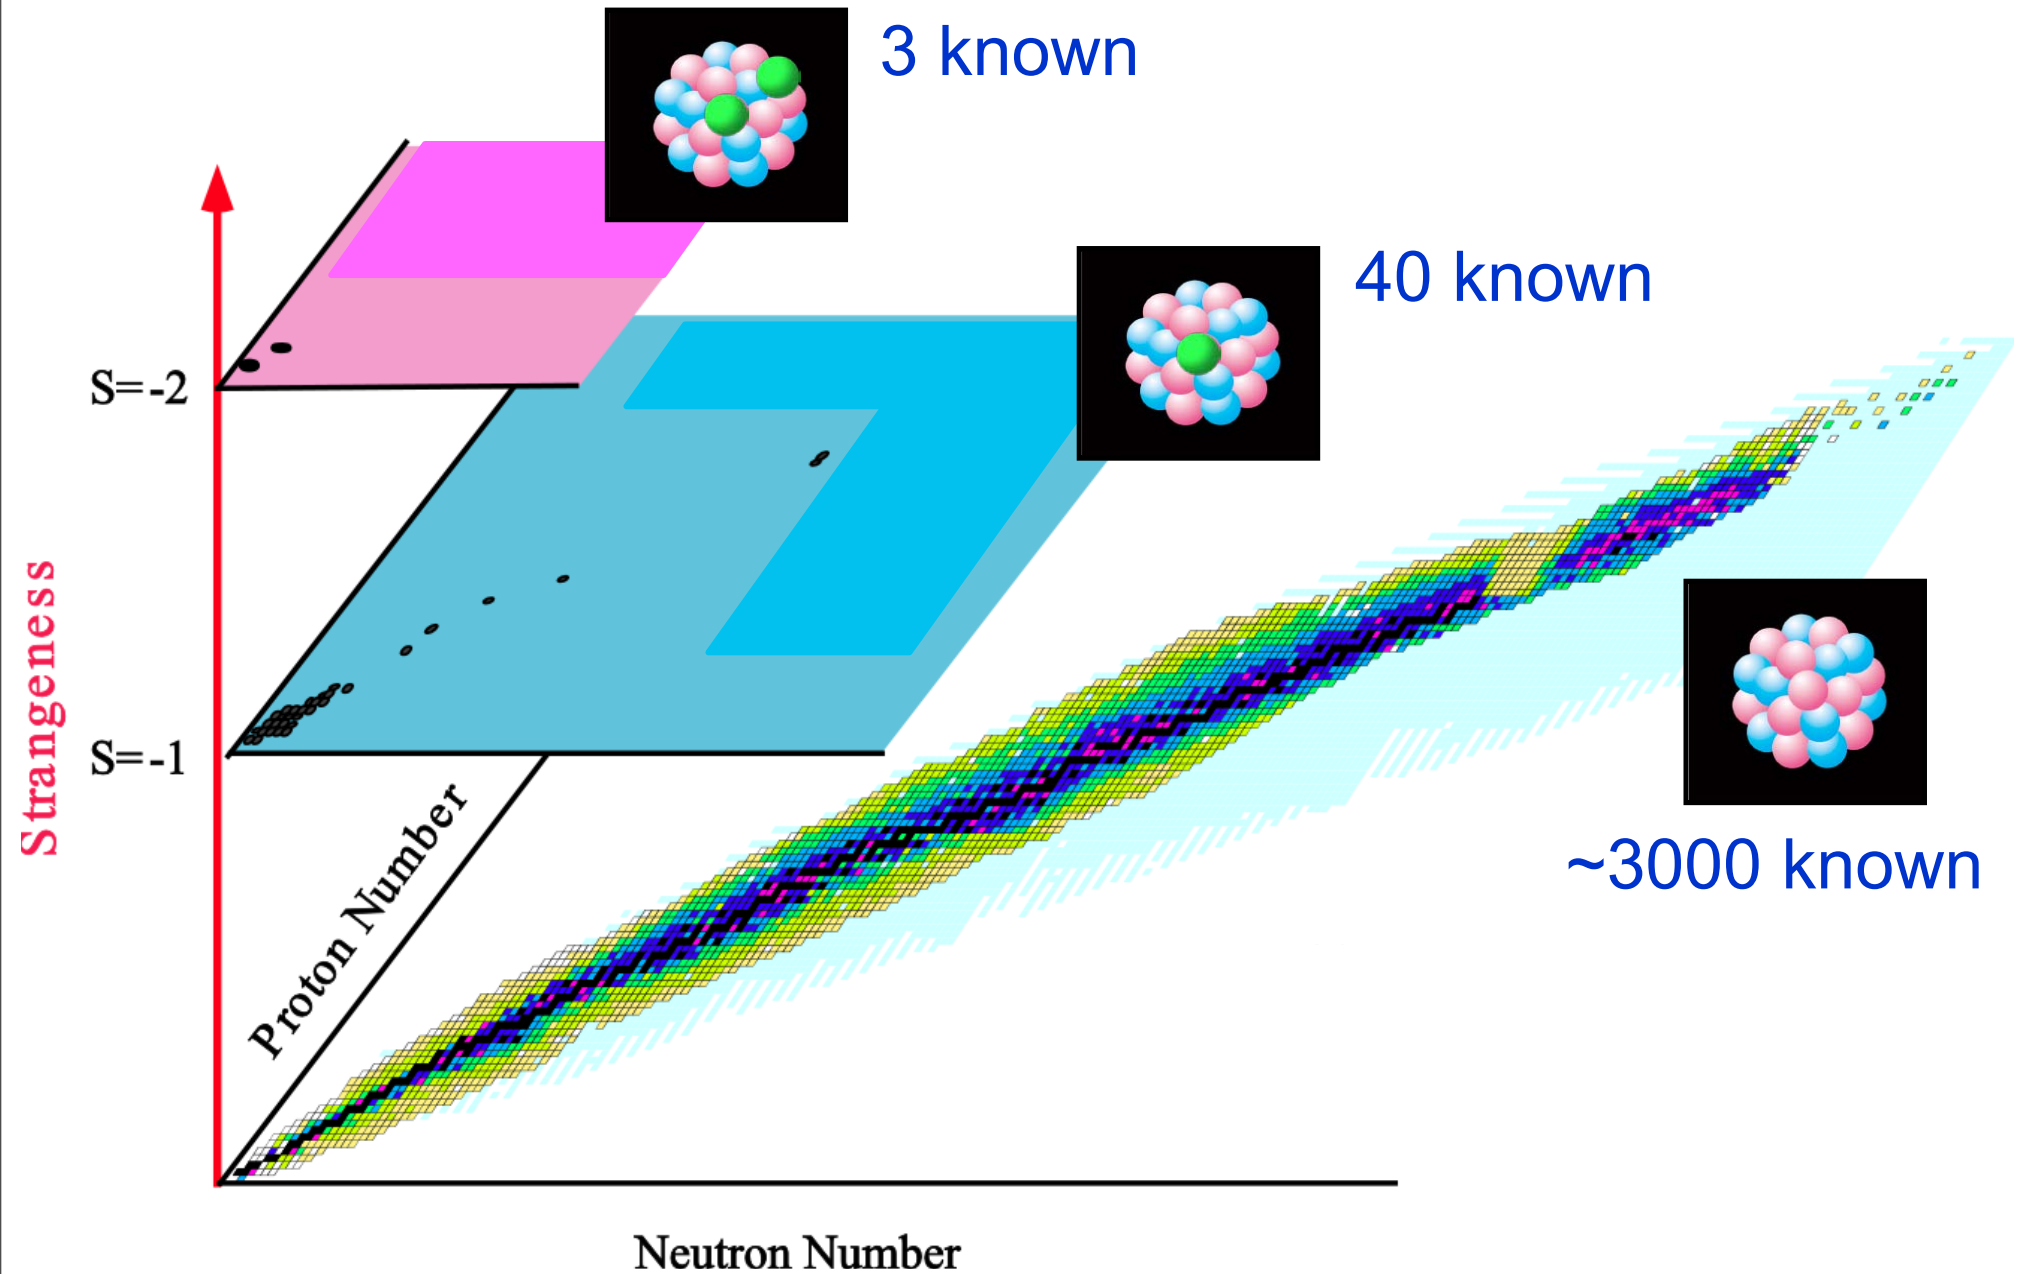 3 known
40 known
S=-2
Strangeness
S=-1
Proton Number
~3000 known
Neutron Number